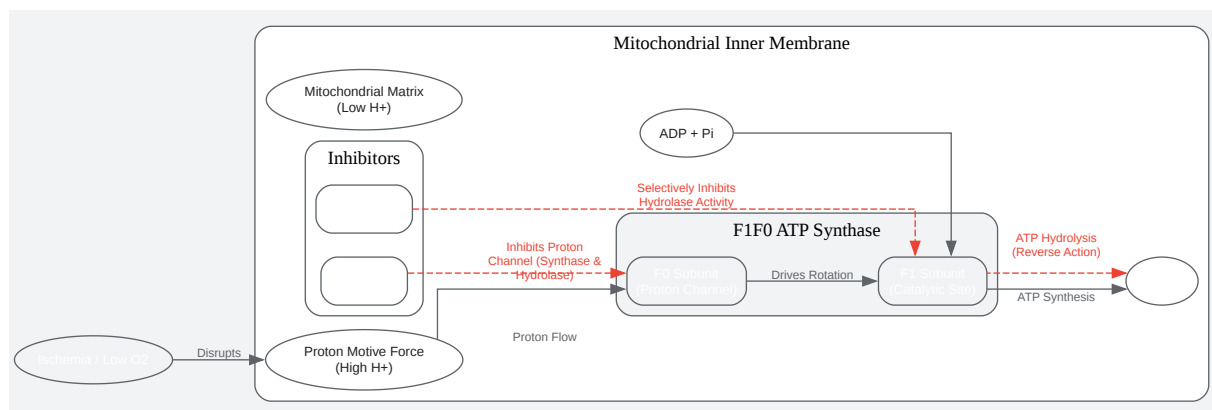 Mitochondrial Inner Membrane
Mitochondrial Matrix
(Low H+)
ADP + Pi
Inhibitors
Selectively Inhibits
Hydrolase Activity
F1F0 ATP Synthase
Inhibits Proton
Channel (Synthase &
Hydrolase)
F0 Subunit
(Proton Channel)
Drives Rotation
F1 Subunit
(Catalytic Site)
ATP Hydrolysis
(Reverse Action)
ATP Synthesis
Proton Flow
Ischemia / Low O2
Disrupts
Proton Motive Force
(High H+)